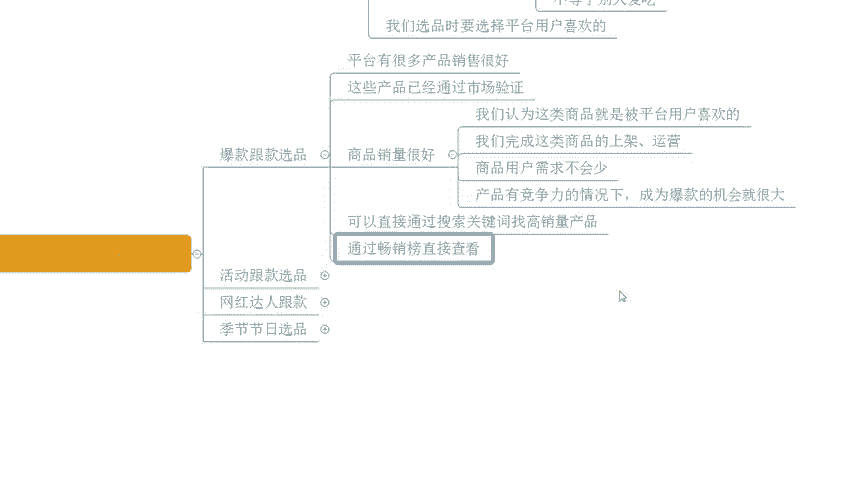 不等于别人爱吃
我们选品时要选择平台用户喜欢的
平台有很多产品销售很好
这些产品已经通过市场验证
我们认为这类商品就是被平台用户喜欢的
我们完成这类商品的上架、运营
爆款跟款选品
商品销量很好
商品用户需求不会少
产品有竞争力的情况下，成为爆款的机会就很大
可以直接通过搜索关键词找高销量产品
通过畅销榜直接查看
活动跟款选品
网红达人跟款
季节节日选品